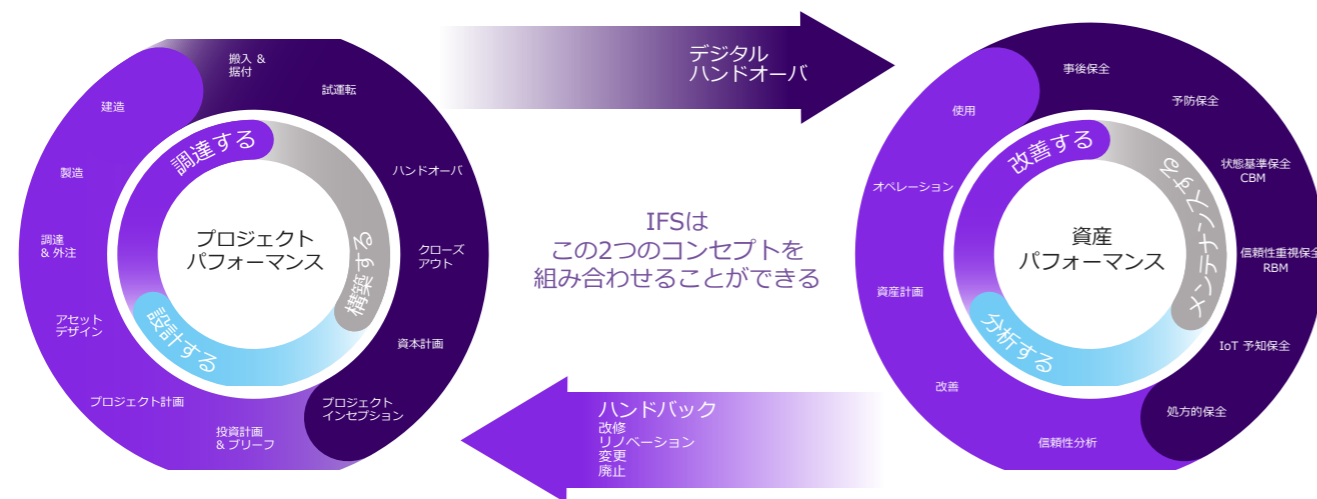 搬入 &
据付
試運転
ハンドオーバ
クローズ
アウト
資本計画
プロジェクト
インセプション
投資計画
& ブリーフ
プロジェクト計画
アセット
デザイン
調達
& 外注
製造
建造
調達する
構築する
設計する
プロジェクト
パフォーマンス
デジタル
ハンドオーバ
IFSは
この2つのコンセプトを
組み合わせることができる
ハンドバック
改修
リノベーション
変更
廃止
事後保全
予防保全
状態基準保全
CBM
信頼性重視保全
RBM
IoT 予知保全
処方的保全
信頼性分析
改善
資産計画
オペレーション
使用
改善する
メンテナンスする
分析する
資産
パフォーマンス